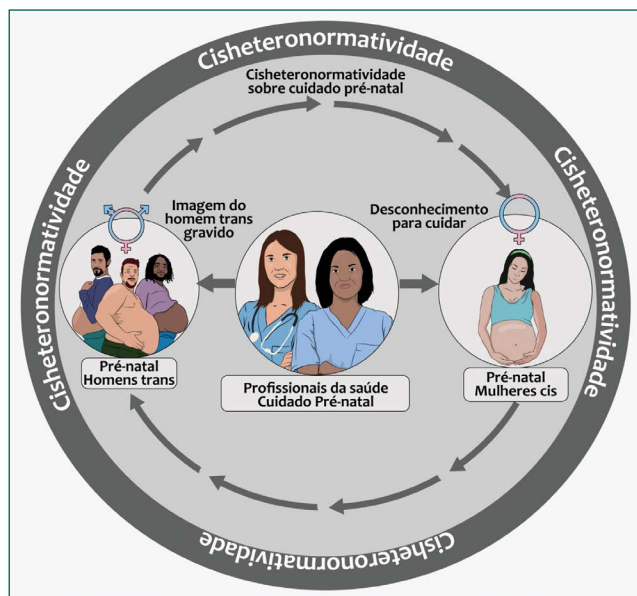 Cisheteronormatividade
Cisheteronormatividade
sobre cuidado pré-natal
Cisheteronormatividade
Cisheteronormatividade
Imagem do
homem trans
gravido
Desconhecimento
para cuidar
Pré-natal
Homens trans
Profissionais da saúde
Cuidado Pré-natal
Pré-natal
Mulheres cis
Cisheteronormatividade